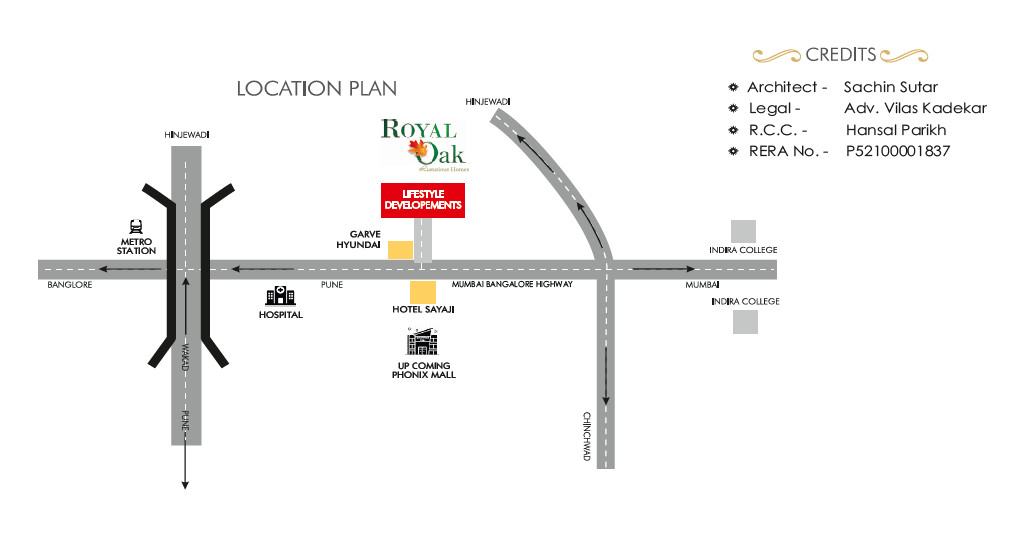 CREDITS
Architect - Sachin Sutar
Legal - Adv. Vilas Kadekar
R.C.C. - Hansal Parikh
RERA No. - P52100001837
LOCATION PLAN
HINJEWADI
ROYAL
Oak
#Luxurious Homes
HINJEWADI
LIFESTYLE
DEVELOPEMENTS
METRO
STATION
GARVE
HYUNDAI
INDIRA COLLEGE
BANGLORE
PUNE
MUMBAI BANGALORE HIGHWAY
MUMBAI
HOSPITAL
HOTEL SAYAJI
INDIRA COLLEGE
WAKAD
UP COMING
PHONIX MALL
PUNE
CHINCHWAD